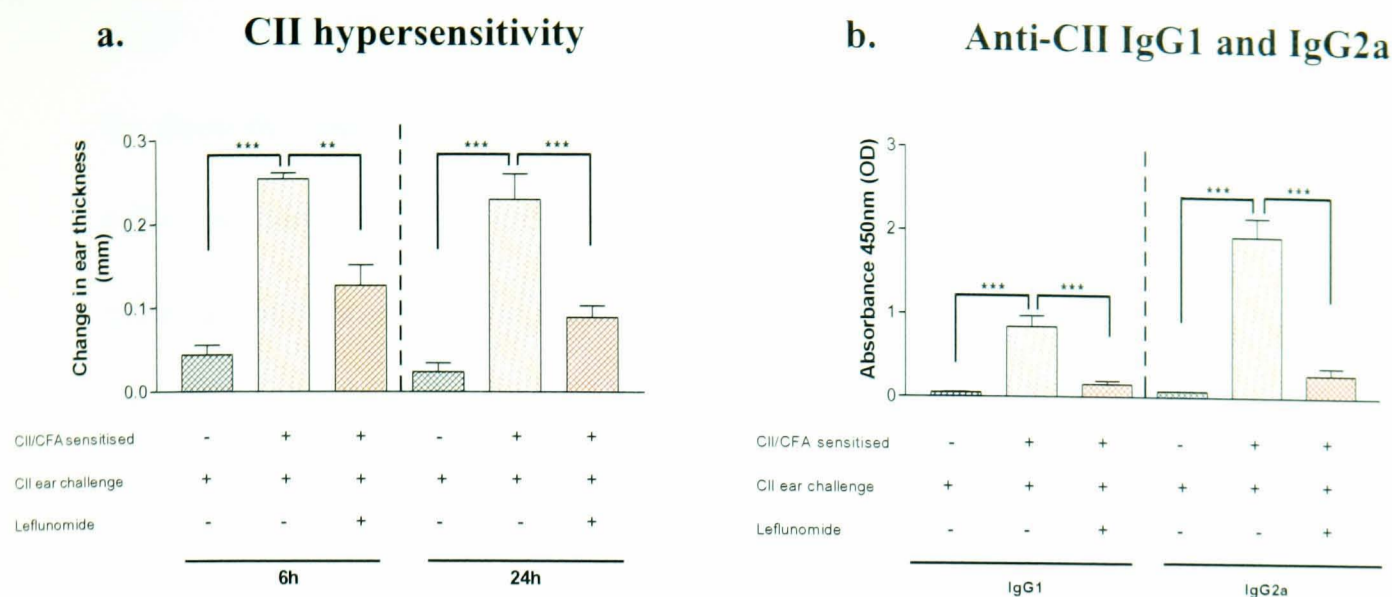 a. CII hypersensitivity
Change in ear thickness
(mm)
0.3
0.2
0.1
0.0
*** ** *** ***
CII/CFA sensitised - + + - + +
CII ear challenge + + + + + +
Leflunomide - - + - - +
6h 24h
b. Anti-CII IgG1 and IgG2a
Absorbance 450nm (OD)
3
2
1
0
*** *** *** ***
CII/CFA sensitised - + + - + +
CII ear challenge + + + + + +
Leflunomide - - + - - +
IgG1 IgG2a